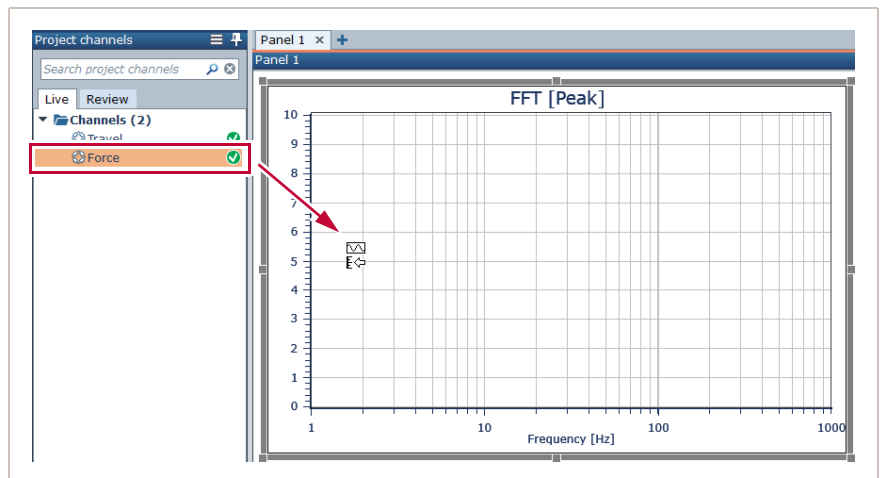 Project channels
Search project channels
Live Review
Channels (2)
Travel
Force
Panel 1
Panel 1
FFT [Peak]
10
9
8
7
6
5
4
3
2
1
0
1 10 100 1000
Frequency [Hz]